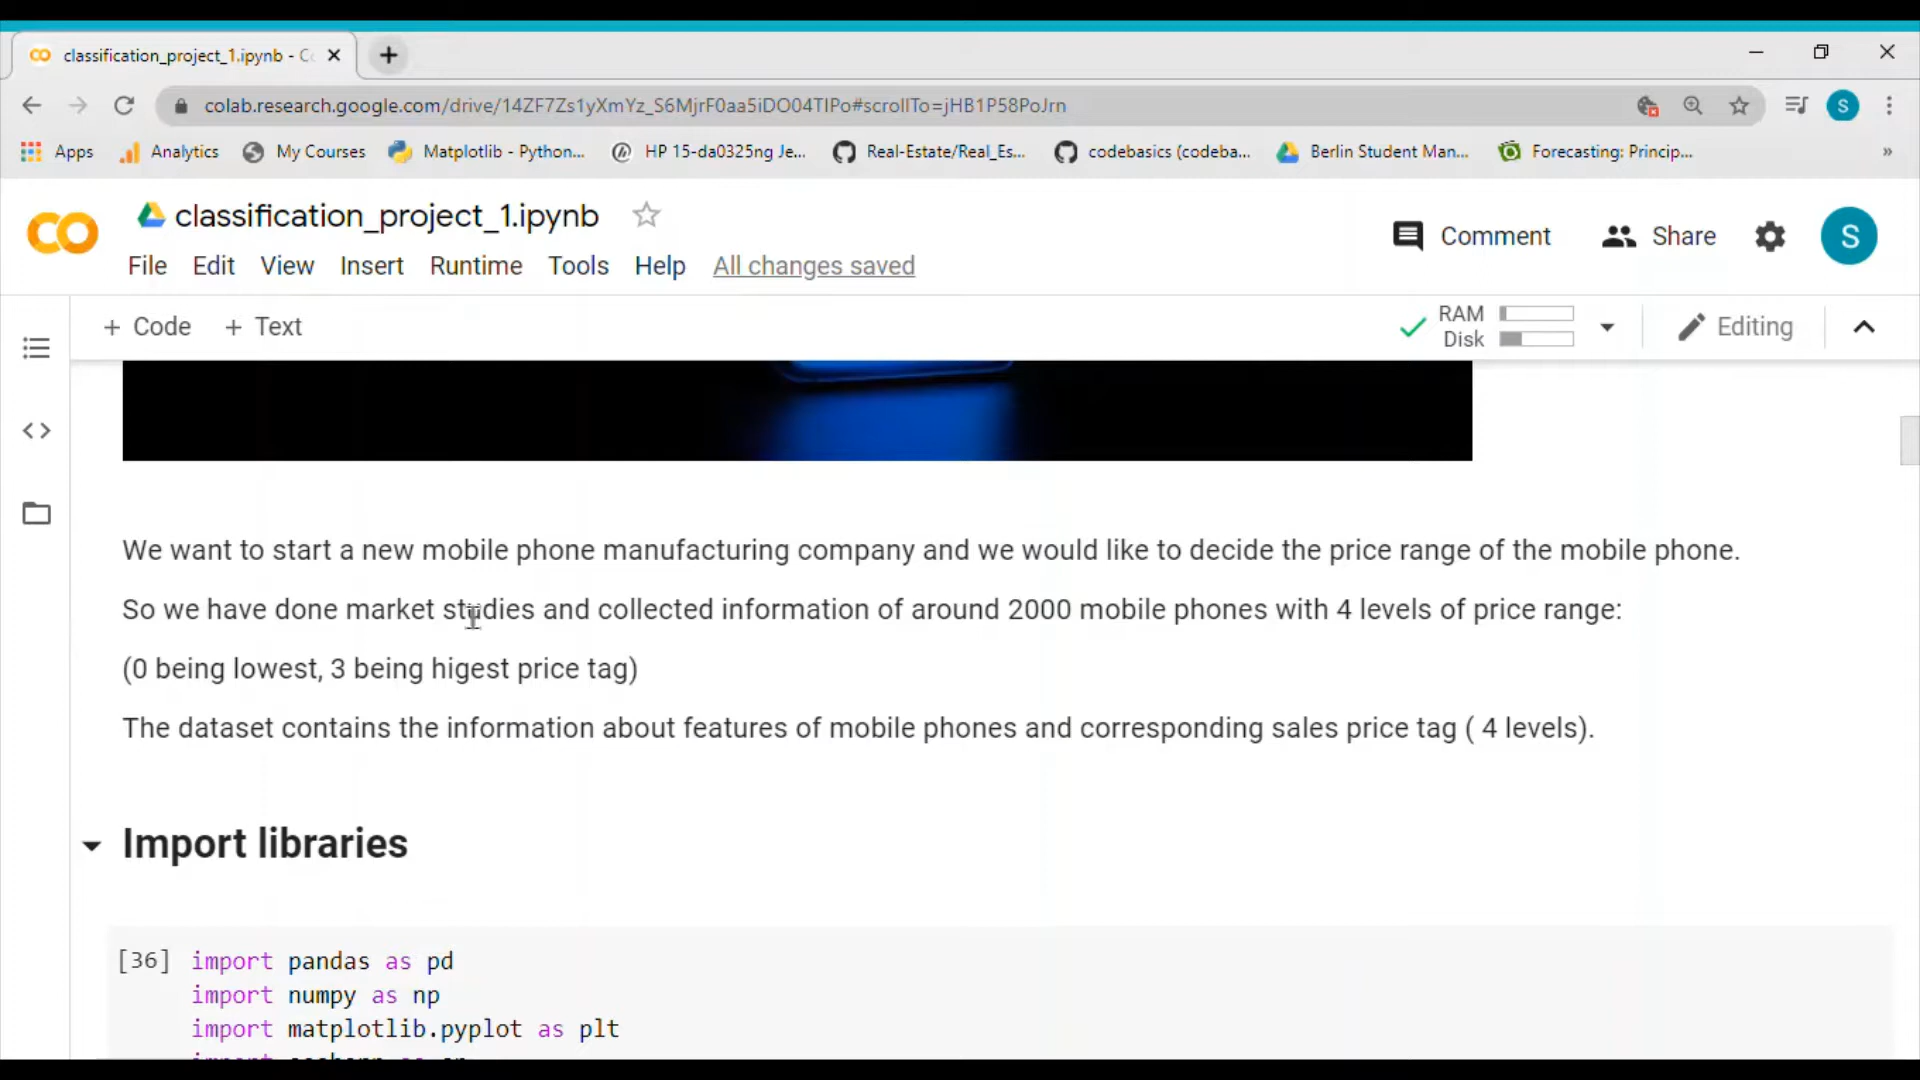 classification_project_1.ipynb - C
colab.research.google.com/drive/14ZF7Zs1yXmYz_S6MjrF0aa5iDO04TIPo#scrollTo=jHB1P58PoJrn
S
Apps Analytics My Courses Matplotlib - Python... HP 15-da0325ng Je... Real-Estate/Real_Es... codebasics (codeba... Berlin Student Man... Forecasting: Princip... »
classification_project_1.ipynb
Comment Share S
File Edit View Insert Runtime Tools Help All changes saved
+ Code + Text
RAM
Disk
Editing
We want to start a new mobile phone manufacturing company and we would like to decide the price range of the mobile phone.
So we have done market studies and collected information of around 2000 mobile phones with 4 levels of price range:
(0 being lowest, 3 being higest price tag)
The dataset contains the information about features of mobile phones and corresponding sales price tag ( 4 levels).
Import libraries
[36] import pandas as pd
import numpy as np
import matplotlib.pyplot as plt